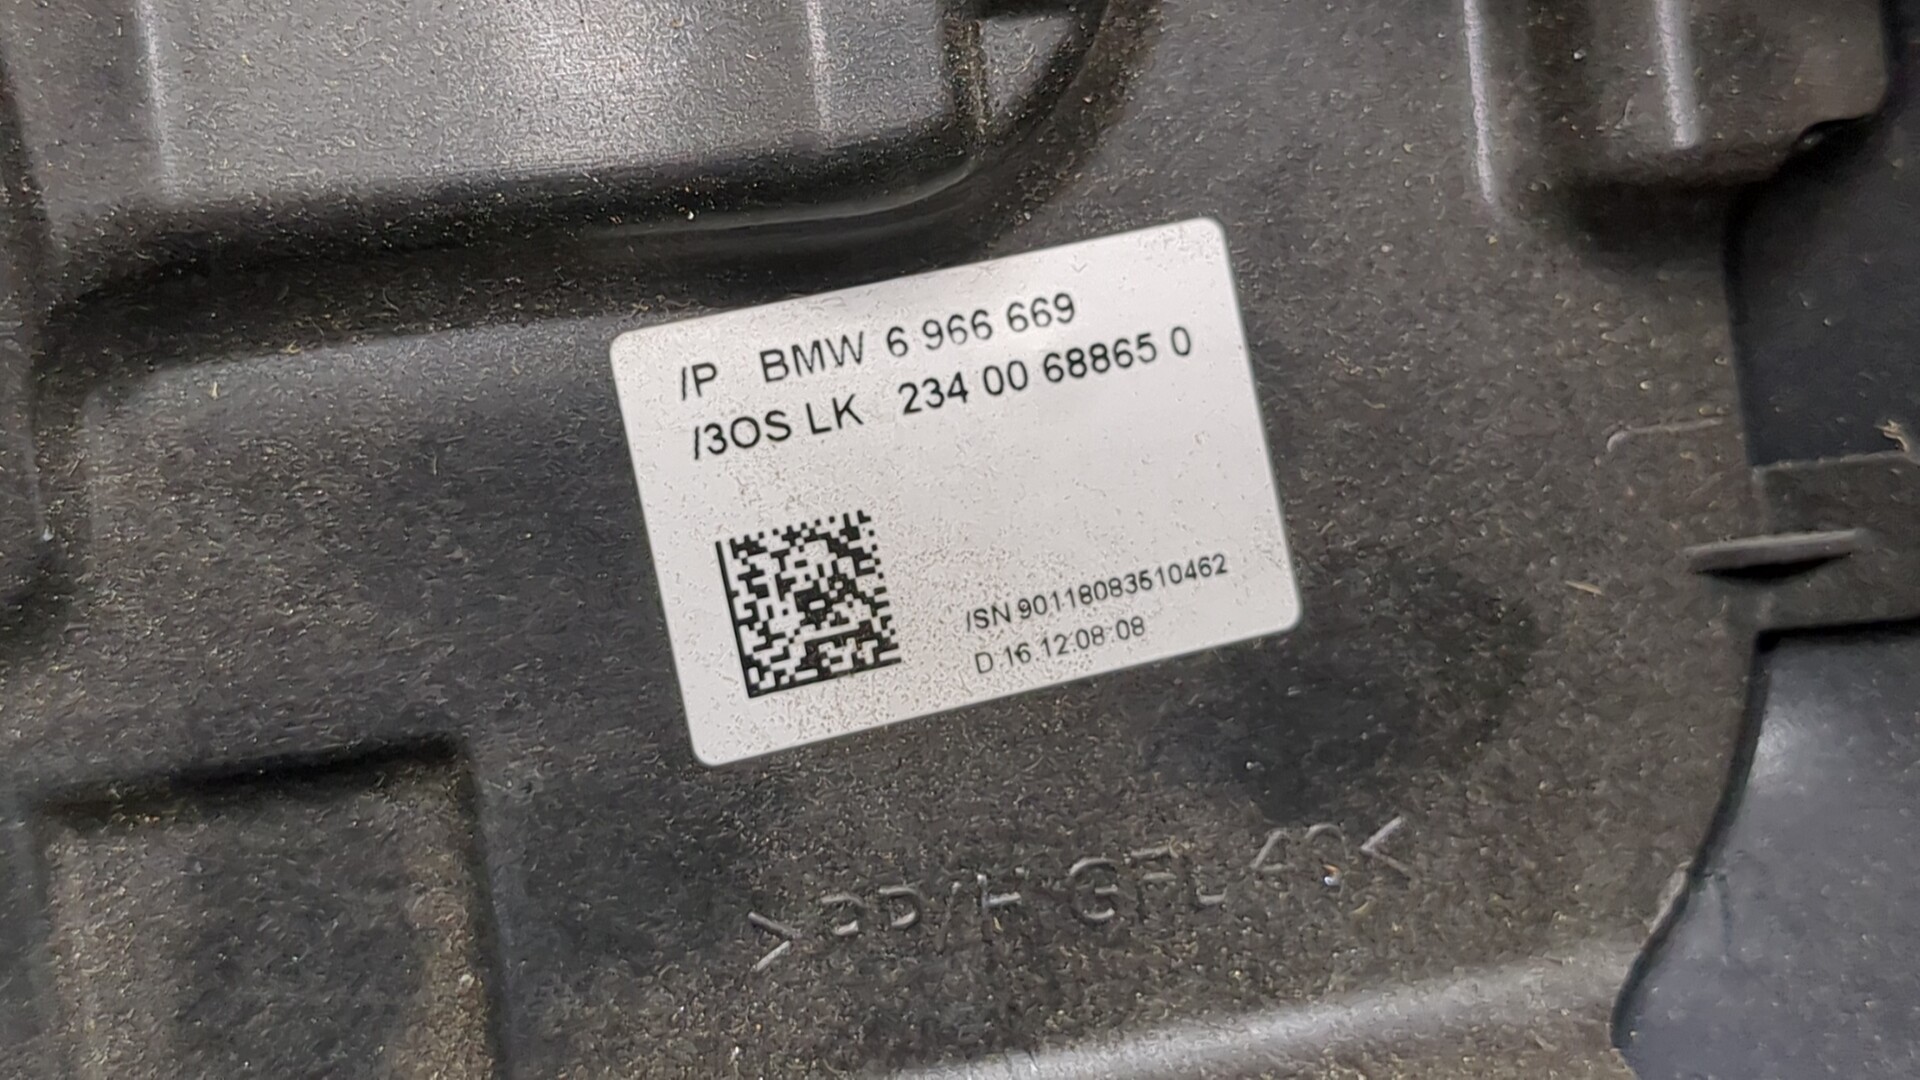 /P BMW 6 966 669
/3OS LK 234 00 68865 0
/SN 90118083510462
D 16.12.08 08